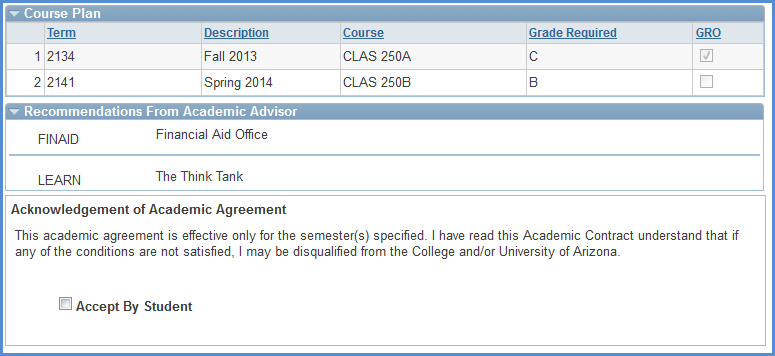 Course Plan
Term Description Course Grade Required GRO
1 2134 Fall 2013 CLAS 250A C
2 2141 Spring 2014 CLAS 250B B
Recommendations From Academic Advisor
FINAID Financial Aid Office
LEARN The Think Tank
Acknowledgement of Academic Agreement
This academic agreement is effective only for the semester(s) specified. I have read this Academic Contract understand that if
any of the conditions are not satisfied, I may be disqualified from the College and/or University of Arizona.
Accept By Student